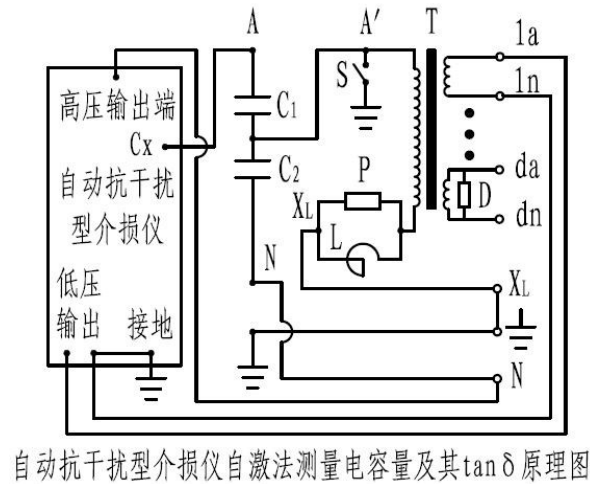 A A′ T 1a
高压输出端 S 1n
Cx C1
自动抗干扰 C2 P da
型介损仪 XL D
L dn
低压 N XL
输出 接地
N
自动抗干扰型介损仪自激法测量电容量及其tanδ原理图